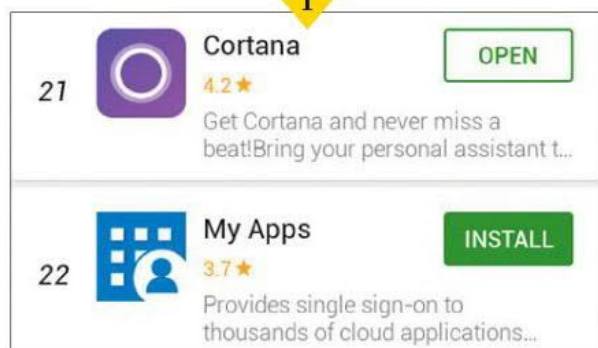 1
21
Cortana
OPEN
4.2★
Get Cortana and never miss a
beat!Bring your personal assistant t...
22
My Apps
INSTALL
3.7★
Provides single sign-on to
thousands of cloud applications...